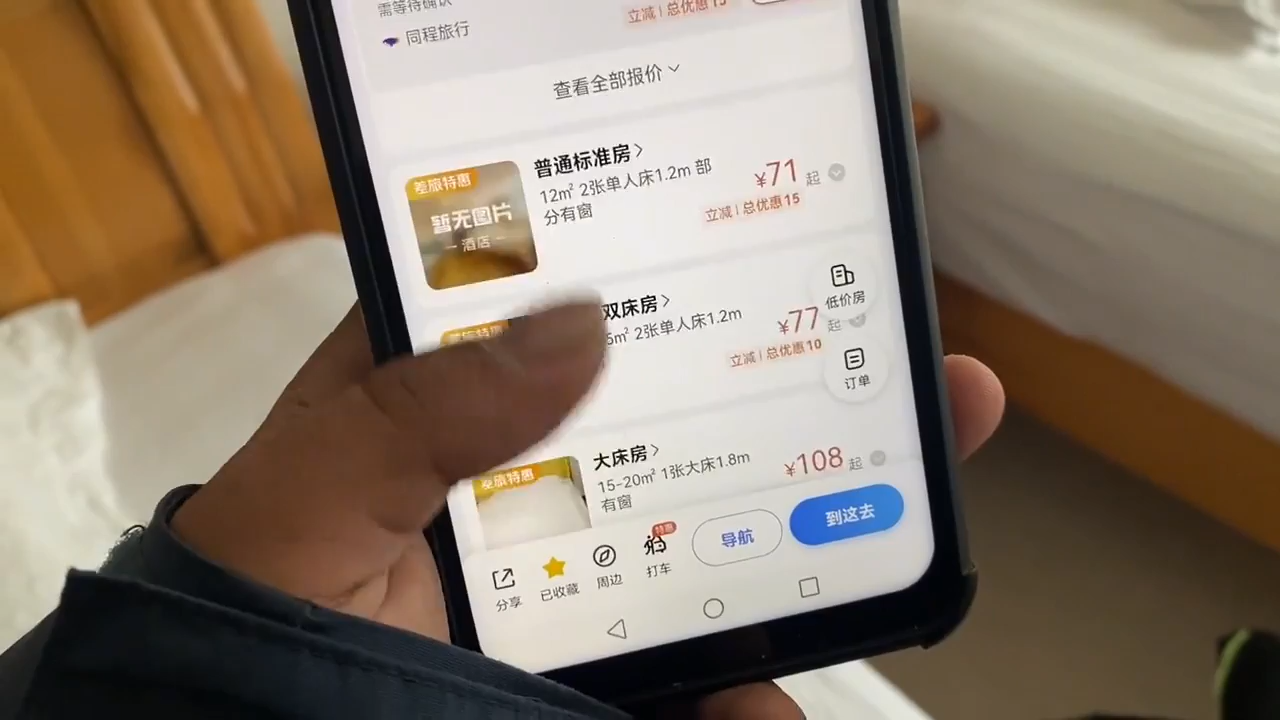 需等待确认
立减 | 总优惠15
同程旅行
查看全部报价
差旅特惠
暂无图片
酒店
普通标准房
12㎡ 2张单人床1.2m 部
分有窗
¥71 起
立减 | 总优惠15
低价房
差旅特惠
双床房
㎡ 2张单人床1.2m
¥77 起
立减 | 总优惠10
订单
差旅特惠
大床房
15-20㎡ 1张大床1.8m
有窗
¥108 起
分享
已收藏
周边
特惠
打车
导航
到这去